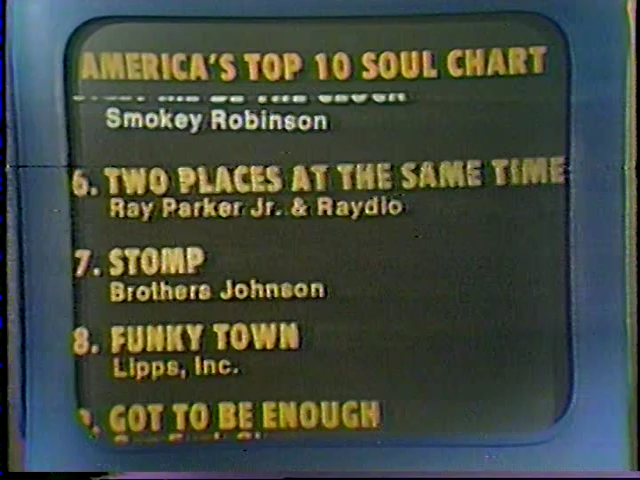 AMERICA'S TOP 10 SOUL CHART
Smokey Robinson
6. TWO PLACES AT THE SAME TIME
Ray Parker Jr. & Raydio
7. STOMP
Brothers Johnson
8. FUNKY TOWN
Lipps, Inc.
GOT TO BE ENOUGH